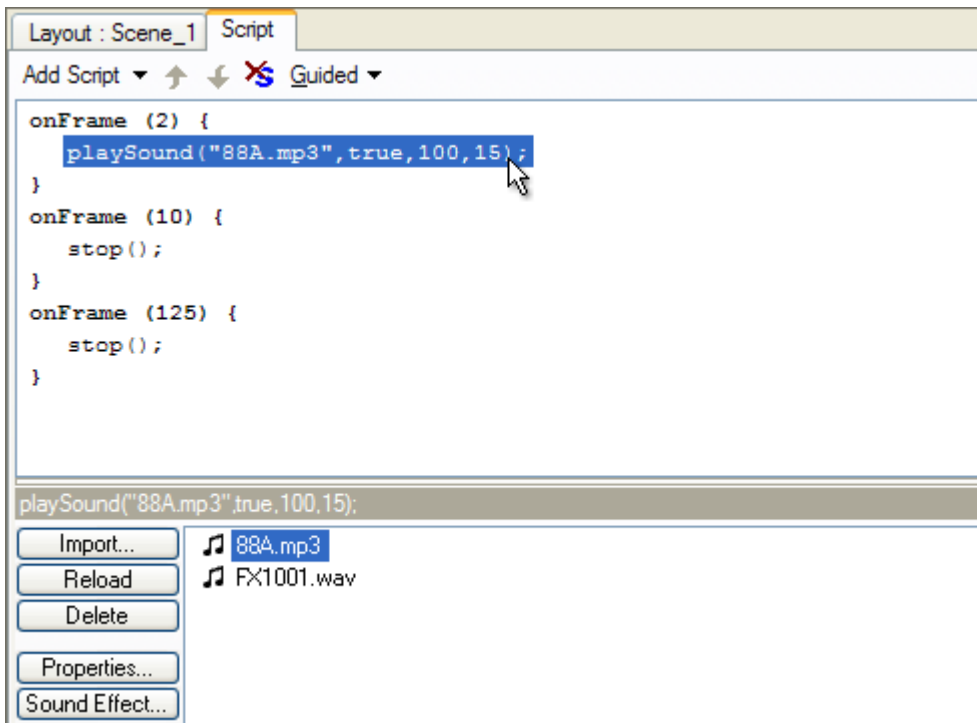 Layout : Scene_1 Script
Add Script Guided
onFrame (2) {
playSound("88A.mp3",true,100,15);
}
onFrame (10) {
stop();
}
onFrame (125) {
stop();
}
playSound("88A.mp3",true,100,15);
Import... 88A.mp3
Reload FX1001.wav
Delete
Properties...
Sound Effect...